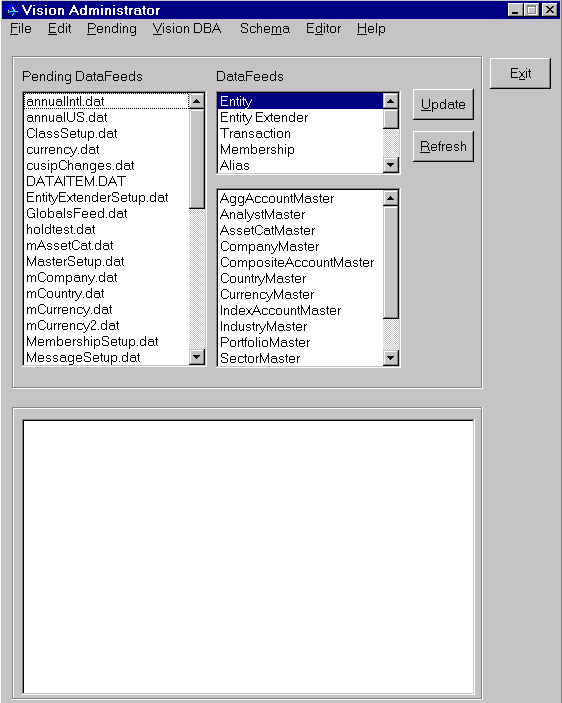 Vision Administrator
File Edit Pending Vision DBA Schema Editor Help
Pending DataFeeds
annualIntl.dat
annualUS.dat
ClassSetup.dat
currency.dat
cusipChanges.dat
DATAITEM.DAT
EntityExtenderSetup.dat
GlobalsFeed.dat
holdtest.dat
mAssetCat.dat
MasterSetup.dat
mCompany.dat
mCountry.dat
mCurrency.dat
mCurrency2.dat
MembershipSetup.dat
MessageSetup.dat
DataFeeds
Entity
Entity Extender
Transaction
Membership
Alias
AggAccountMaster
AnalystMaster
AssetCatMaster
CompanyMaster
CompositeAccountMaster
CountryMaster
CurrencyMaster
IndexAccountMaster
IndustryMaster
PortfolioMaster
SectorMaster
Update
Refresh
Exit